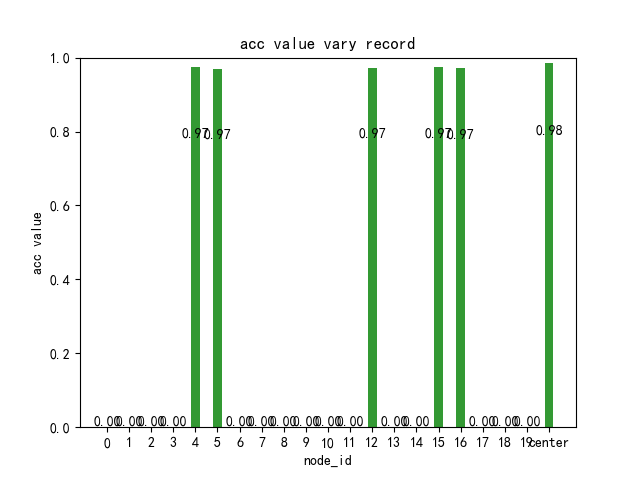 acc value vary record
1.0
0.8
0.6
0.4
0.2
0.0
acc value
0.00 0.00 0.00 0.00 0.97 0.97 0.00 0.00 0.00 0.00 0.00 0.00 0.97 0.00 0.00 0.97 0.97 0.00 0.00 0.00 0.98
0 1 2 3 4 5 6 7 8 9 10 11 12 13 14 15 16 17 18 19 center
node_id